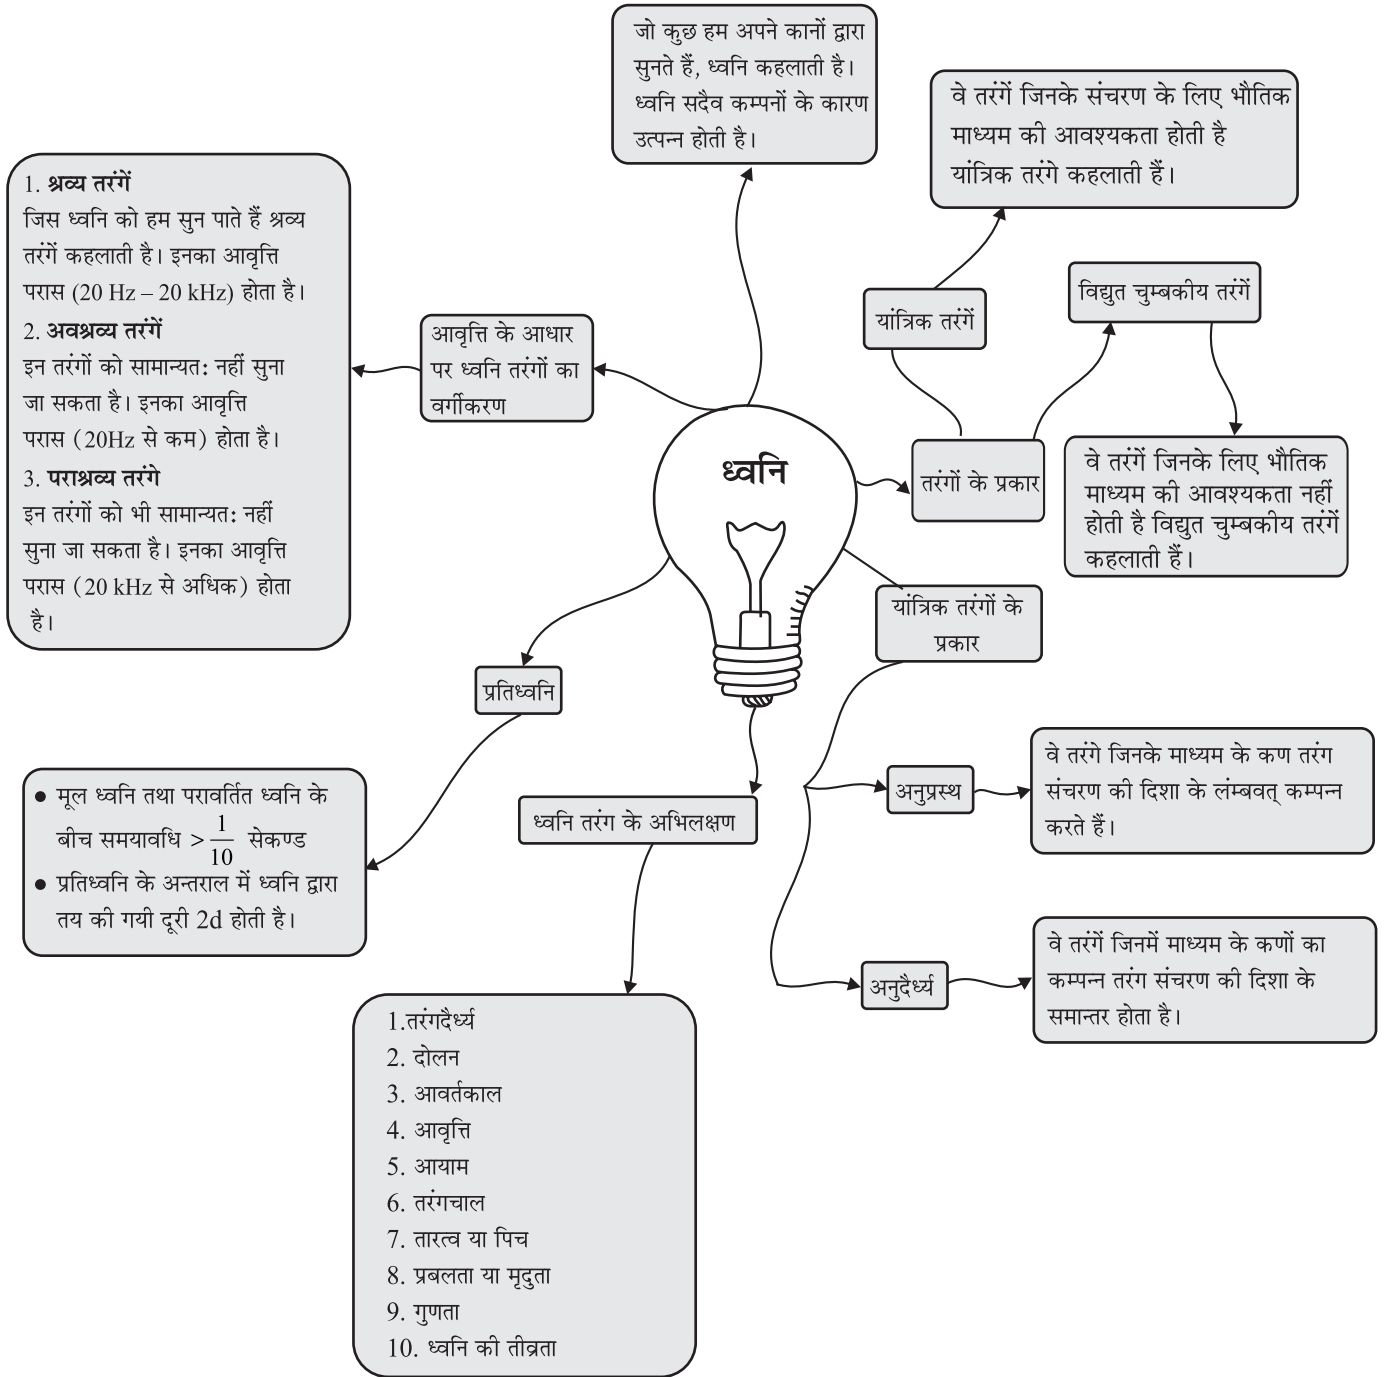 जो कुछ हम अपने कानों द्वारा
सुनते हैं, ध्वनि कहलाती है।
ध्वनि सदैव कम्पनों के कारण
उत्पन्न होती है।
वे तरंगें जिनके संचरण के लिए भौतिक
माध्यम की आवश्यकता होती है
यांत्रिक तरंगे कहलाती हैं।
1. श्रव्य तरंगें
जिस ध्वनि को हम सुन पाते हैं श्रव्य
तरंगें कहलाती है। इनका आवृत्ति
परास (20 Hz – 20 kHz) होता है।
2. अवश्रव्य तरंगें
इन तरंगों को सामान्यतः नहीं सुना
जा सकता है। इनका आवृत्ति
परास (20Hz से कम) होता है।
3. पराश्रव्य तरंगे
इन तरंगों को भी सामान्यतः नहीं
सुना जा सकता है। इनका आवृत्ति
परास (20 kHz से अधिक) होता
है।
आवृत्ति के आधार
पर ध्वनि तरंगों का
वर्गीकरण
यांत्रिक तरंगें
विद्युत चुम्बकीय तरंगें
ध्वनि
तरंगों के प्रकार
वे तरंगें जिनके लिए भौतिक
माध्यम की आवश्यकता नहीं
होती है विद्युत चुम्बकीय तरंगें
कहलाती हैं।
यांत्रिक तरंगों के
प्रकार
प्रतिध्वनि
• मूल ध्वनि तथा परावर्तित ध्वनि के
बीच समयावधि > 1/10 सेकण्ड
• प्रतिध्वनि के अन्तराल में ध्वनि द्वारा
तय की गयी दूरी 2d होती है।
ध्वनि तरंग के अभिलक्षण
अनुप्रस्थ
वे तरंगे जिनके माध्यम के कण तरंग
संचरण की दिशा के लंम्बवत् कम्पन्न
करते हैं।
अनुदैर्ध्य
वे तरंगें जिनमें माध्यम के कणों का
कम्पन्न तरंग संचरण की दिशा के
समान्तर होता है।
1.तरंगदैर्ध्य
2. दोलन
3. आवर्तकाल
4. आवृत्ति
5. आयाम
6. तरंगचाल
7. तारत्व या पिच
8. प्रबलता या मृदुता
9. गुणता
10. ध्वनि की तीव्रता